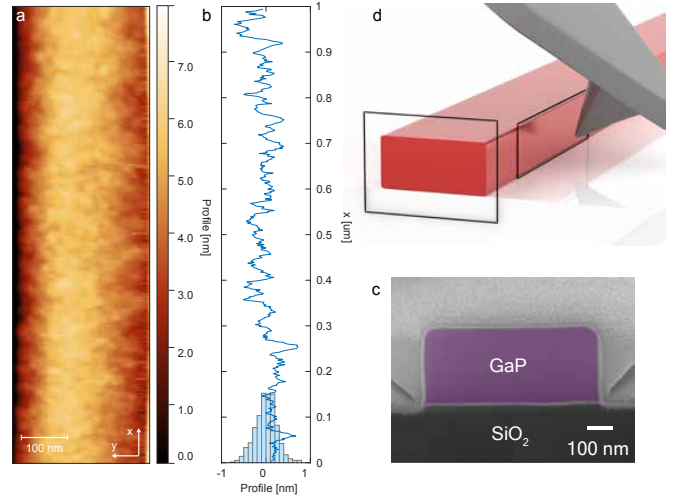 a
7.0
6.0
5.0
4.0
3.0
2.0
1.0
0.0
Profile [nm]
100 nm
x
y
b
1
0.9
0.8
0.7
0.6
0.5
0.4
0.3
0.2
0.1
0
x [µm]
-1
0
1
Profile [nm]
d
c
GaP
SiO₂
100 nm